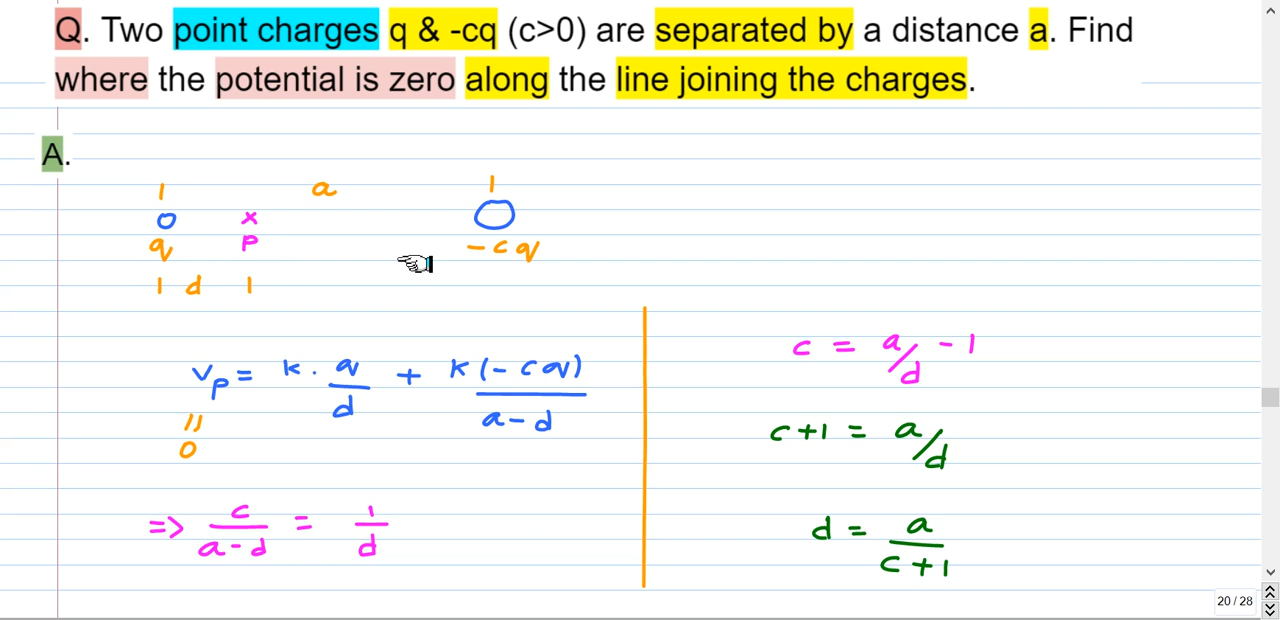 Q. Two point charges q & -cq (c>0) are separated by a distance a. Find
where the potential is zero along the line joining the charges.
A.
a
q p -cq
d
Vp = k . q/d + k(-cq)/(a-d)
=
0
=> c/(a-d) = 1/d
c = a/d - 1
c+1 = a/d
d = a/(c+1)
20 / 28